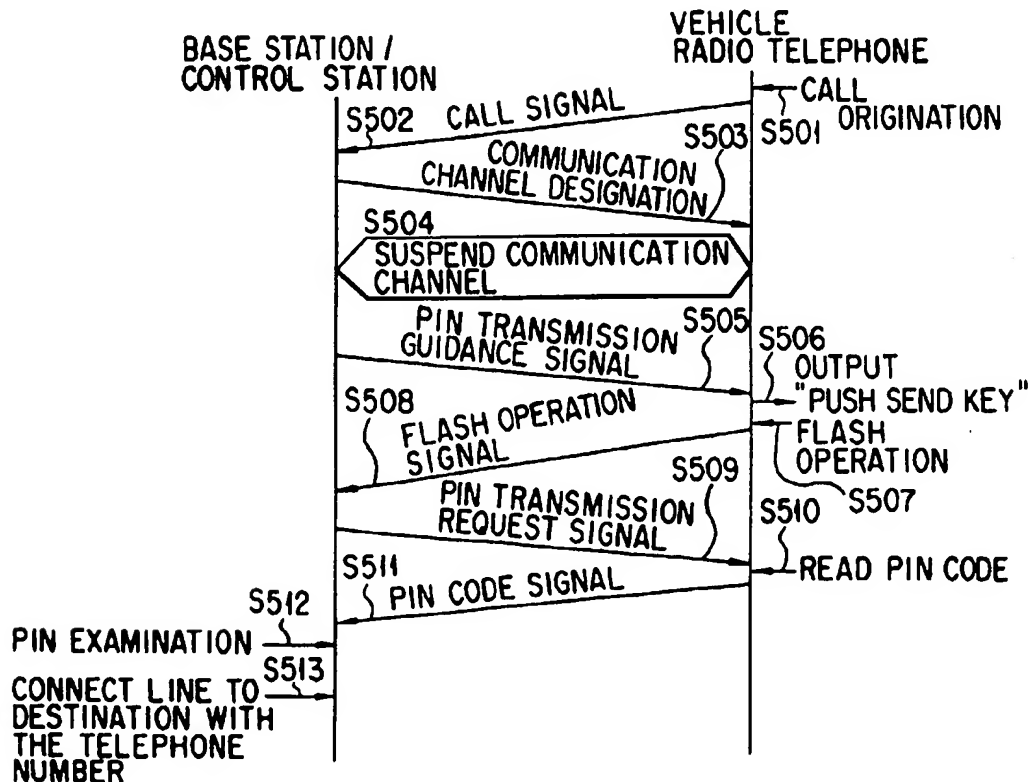 BASE STATION /
CONTROL STATION
VEHICLE
RADIO TELEPHONE
CALL
ORIGINATION
S501
S502
CALL SIGNAL
S503
COMMUNICATION
CHANNEL DESIGNATION
S504
SUSPEND COMMUNICATION
CHANNEL
PIN TRANSMISSION
GUIDANCE SIGNAL
S505
S506
OUTPUT
"PUSH SEND KEY"
S508
FLASH OPERATION
SIGNAL
FLASH
OPERATION
S507
PIN TRANSMISSION
REQUEST SIGNAL
S509
S510
READ PIN CODE
S511
PIN CODE SIGNAL
S512
PIN EXAMINATION
S513
CONNECT LINE TO
DESTINATION WITH
THE TELEPHONE
NUMBER